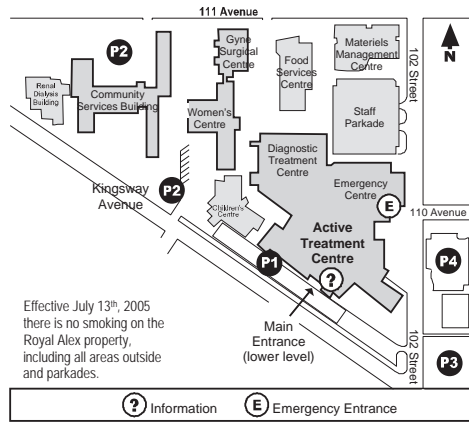 111 Avenue
P2
Gyne
Surgical
Centre
Materiels
Management
Centre
102 Street
N
Food
Services
Centre
Renal
Dialysis
Building
Community
Services Building
Women's
Centre
Staff
Parkade
Diagnostic
Treatment
Centre
Emergency
Centre
Kingsway
Avenue
P2
Children's
Centre
E
110 Avenue
Active
Treatment
Centre
P1
?
P4
Effective July 13th, 2005
there is no smoking on the
Royal Alex property,
including all areas outside
and parkades.
Main
Entrance
(lower level)
102 Street
P3
? Information
E Emergency Entrance